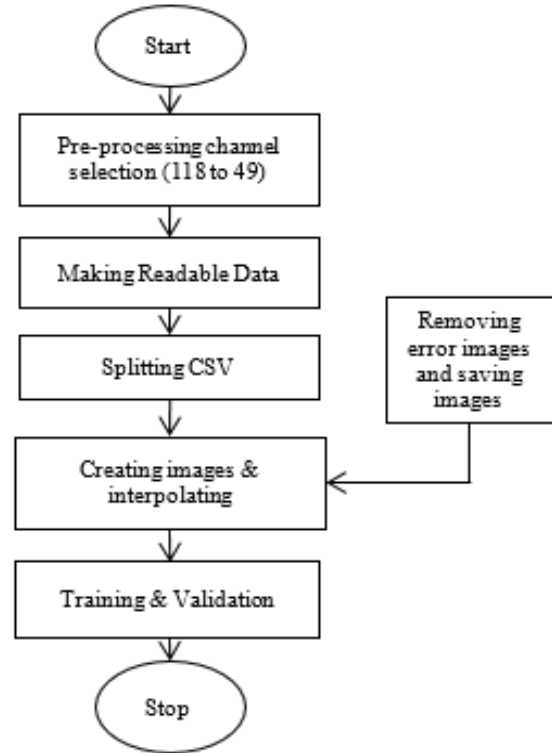 Start
Pre-processing channel
selection (118 to 49)
Making Readable Data
Splitting CSV
Removing
error images
and saving
images
Creating images &
interpolating
Training & Validation
Stop